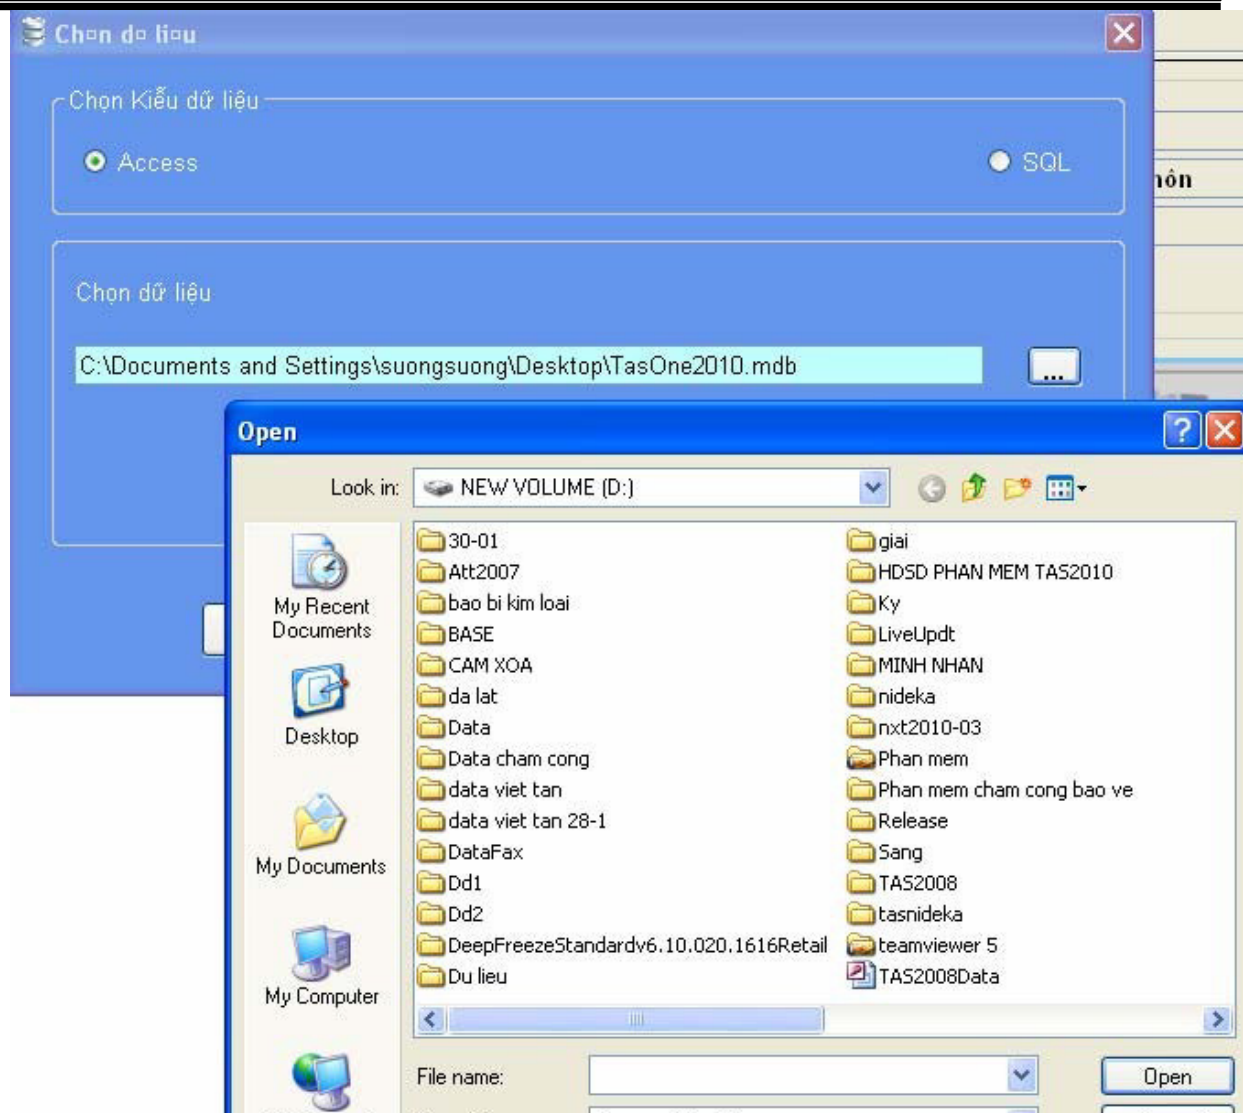 Ch¤n d¤ li¤u
Chọn Kiểu dữ liệu
Access
SQL
hôn
Chọn dữ liệu
C:\Documents and Settings\suongsuong\Desktop\TasOne2010.mdb
...
Open
Look in:
NEW VOLUME (D:)
My Recent Documents
Desktop
My Documents
My Computer
30-01
Att2007
bao bi kim loai
BASE
CAM XOA
da lat
Data
Data cham cong
data viet tan
data viet tan 28-1
DataFax
Dd1
Dd2
DeepFreezeStandardv6.10.020.1616Retail
Du lieu
giai
HDSD PHAN MEM TAS2010
Ky
LiveUpdt
MINH NHAN
nideka
nxt2010-03
Phan mem
Phan mem cham cong bao ve
Release
Sang
TAS2008
tasnideka
teamviewer 5
TAS2008Data
File name:
Open